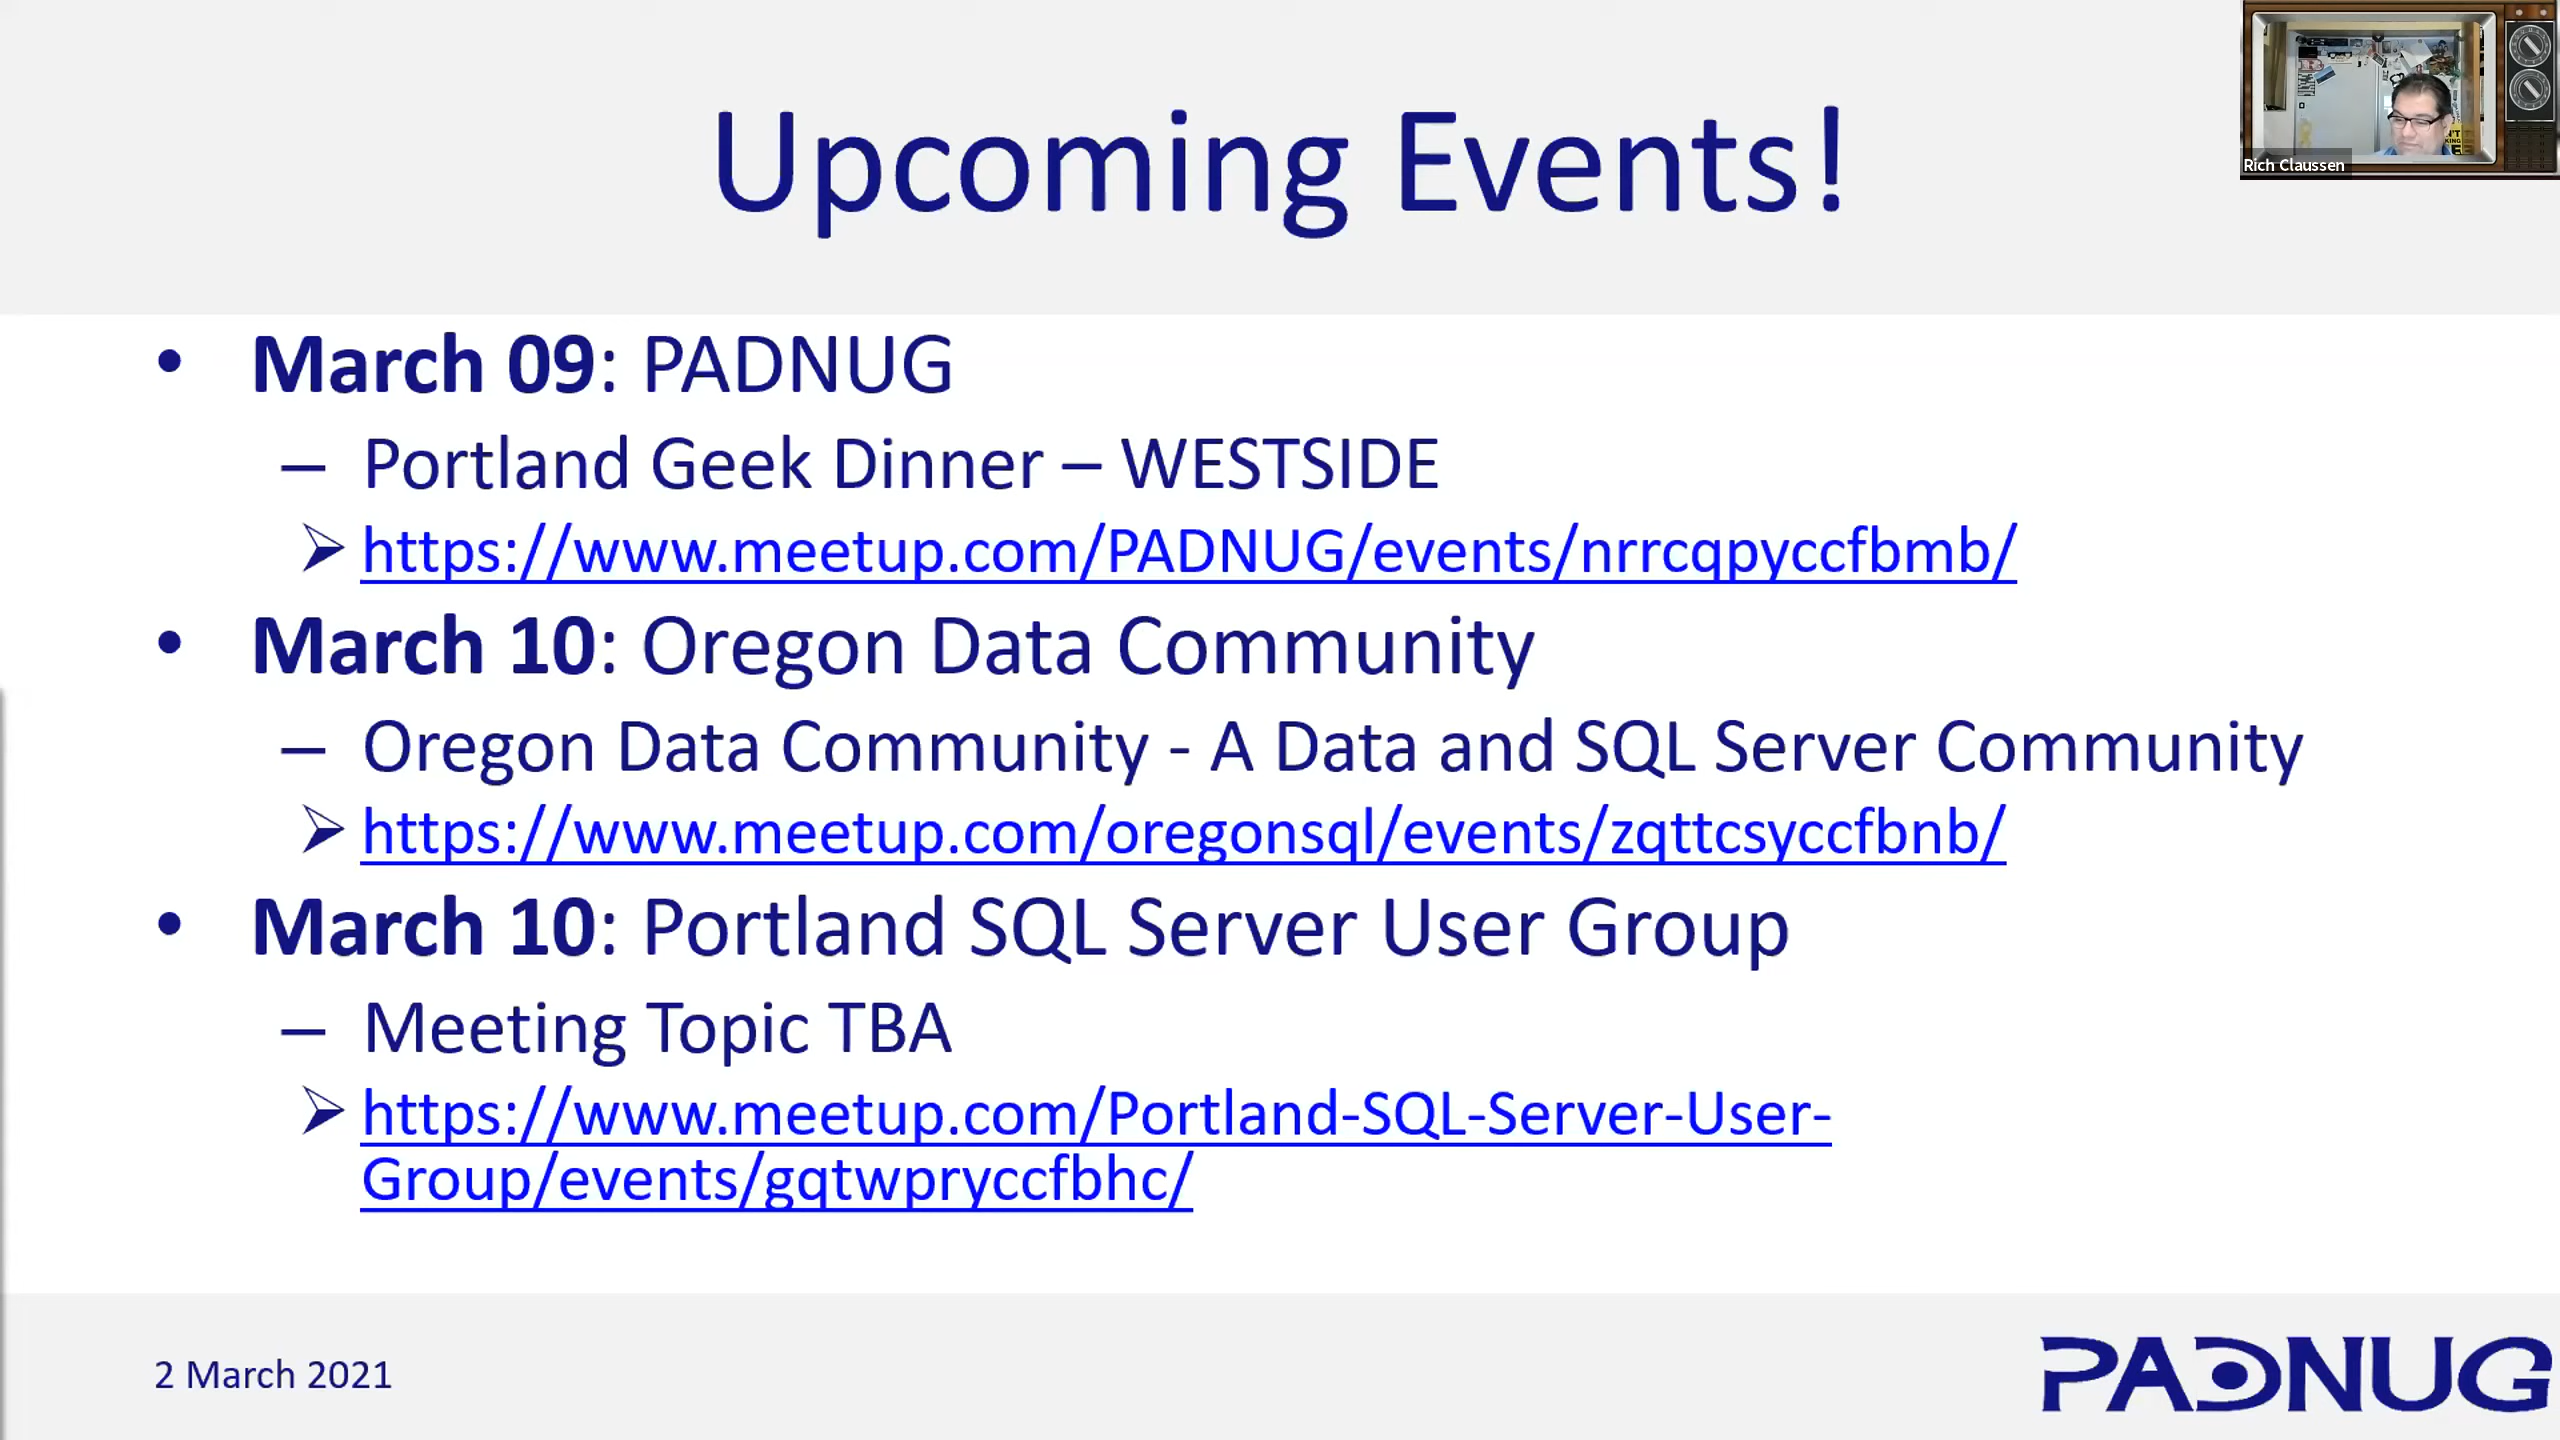 Upcoming Events!
Rich Claussen
• March 09: PADNUG
– Portland Geek Dinner – WESTSIDE
➢ https://www.meetup.com/PADNUG/events/nrrcqpyccfbmb/
• March 10: Oregon Data Community
– Oregon Data Community - A Data and SQL Server Community
➢ https://www.meetup.com/oregonsql/events/zqttcsyccfbnb/
• March 10: Portland SQL Server User Group
– Meeting Topic TBA
➢ https://www.meetup.com/Portland-SQL-Server-User-
Group/events/gqtwpryccfbhc/
2 March 2021
PADNUG